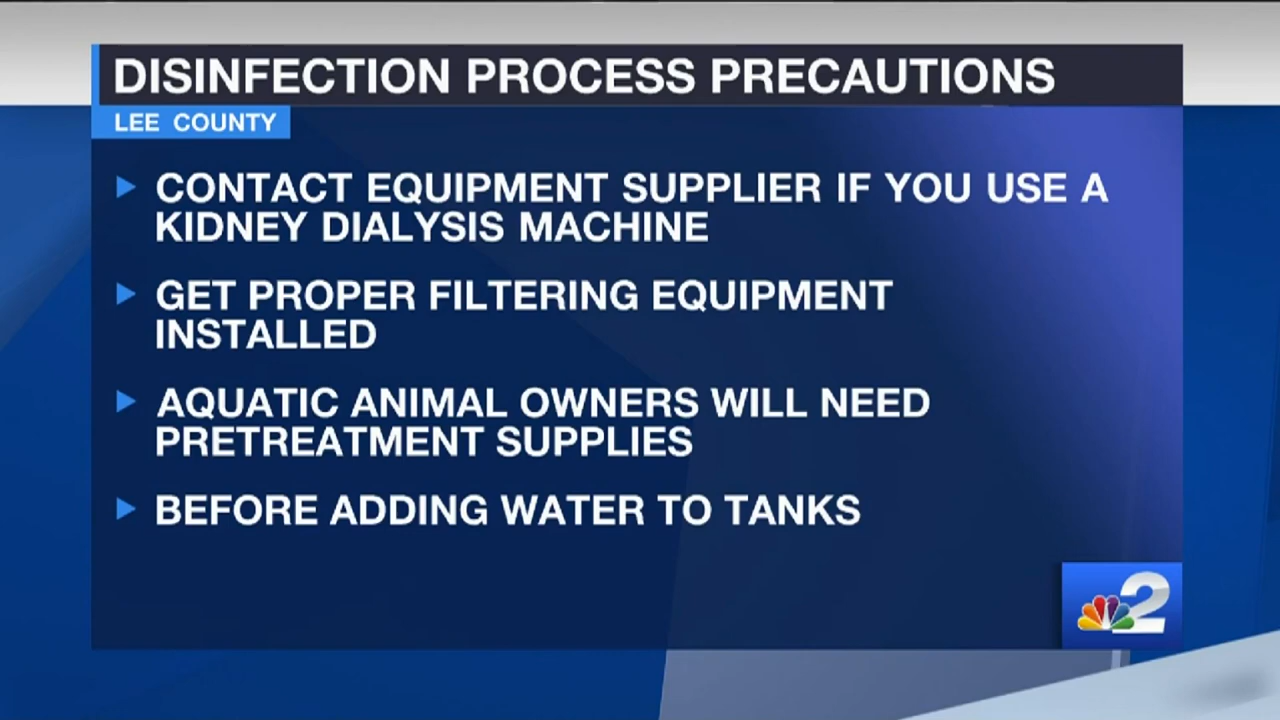 DISINFECTION PROCESS PRECAUTIONS
LEE COUNTY
CONTACT EQUIPMENT SUPPLIER IF YOU USE A
KIDNEY DIALYSIS MACHINE
GET PROPER FILTERING EQUIPMENT
INSTALLED
AQUATIC ANIMAL OWNERS WILL NEED
PRETREATMENT SUPPLIES
BEFORE ADDING WATER TO TANKS
2